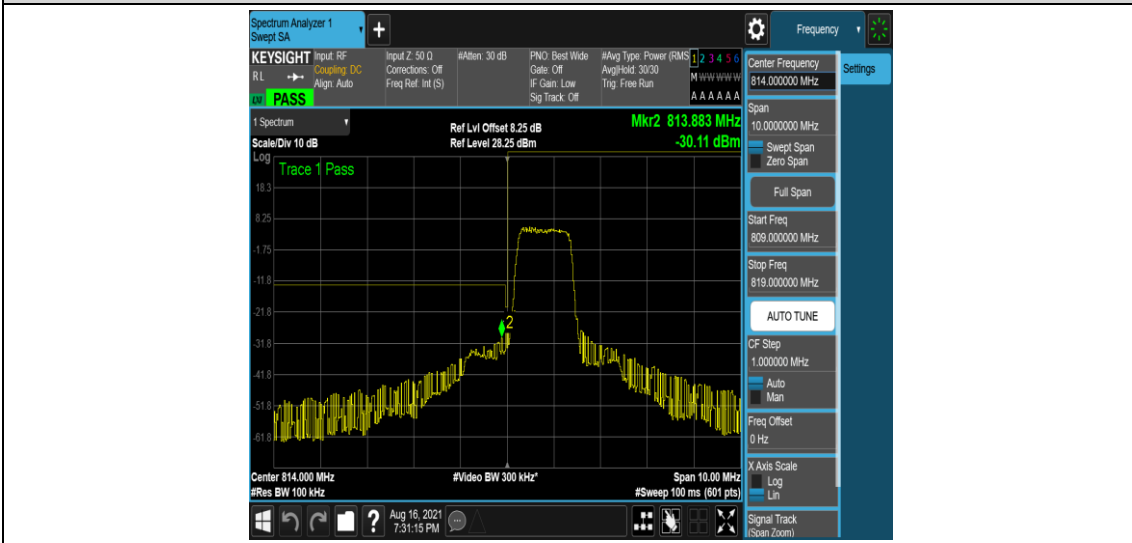 Spectrum Analyzer 1
Swept SA
+
Frequency
KEYSIGHT
RL
PASS
Input: RF
Coupling: DC
Align: Auto
Input Z: 50 Ω
Corrections: Off
Freq Ref: Int (S)
#Atten: 30 dB
PNO: Best Wide
Gate: Off
IF Gain: Low
Sig Track: Off
#Avg Type: Power (RMS
Avg|Hold: 30/30
Trig: Free Run
1 2 3 4 5 6
M W W W W W
A A A A A A
Center Frequency
814.000000 MHz
Settings
1 Spectrum
Scale/Div 10 dB
Ref Lvl Offset 8.25 dB
Ref Level 28.25 dBm
Mkr2 813.883 MHz
-30.11 dBm
Span
10.0000000 MHz
Swept Span
Zero Span
Log
Trace 1 Pass
18.3
8.25
-1.75
-11.8
-21.8
-31.8
-41.8
-51.8
-61.8
2
Full Span
Start Freq
809.000000 MHz
Stop Freq
819.000000 MHz
AUTO TUNE
CF Step
1.000000 MHz
Auto
Man
Freq Offset
0 Hz
X Axis Scale
Log
Lin
Signal Track
(Span Zoom)
Center 814.000 MHz
#Res BW 100 kHz
#Video BW 300 kHz*
Span 10.00 MHz
#Sweep 100 ms (601 pts)
?
Aug 16, 2021
7:31:15 PM